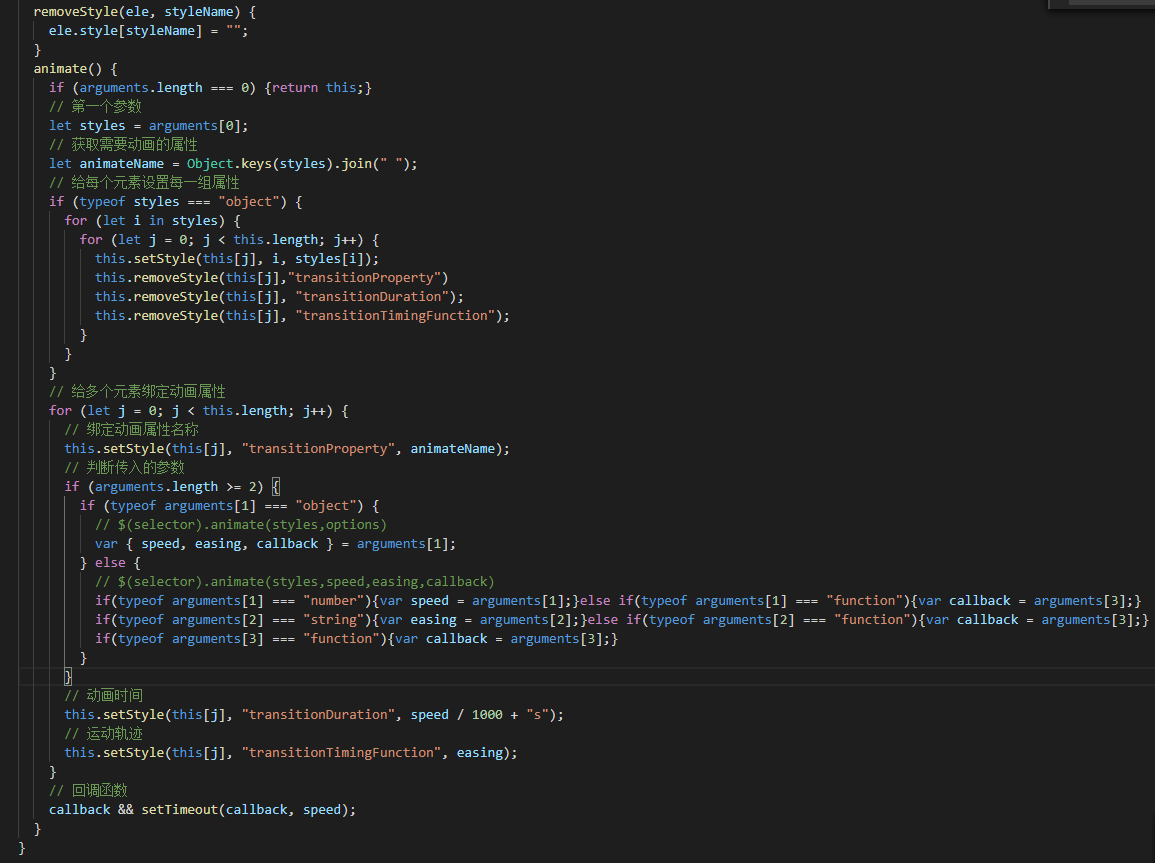 removeStyle(ele, styleName) {
ele.style[styleName] = "";
}
animate() {
if (arguments.length === 0) {return this;}
// 第一个参数
let styles = arguments[0];
// 获取需要动画的属性
let animateName = Object.keys(styles).join(" ");
// 给每个元素设置每一组属性
if (typeof styles === "object") {
for (let i in styles) {
for (let j = 0; j < this.length; j++) {
this.setStyle(this[j], i, styles[i]);
this.removeStyle(this[j],"transitionProperty")
this.removeStyle(this[j], "transitionDuration");
this.removeStyle(this[j], "transitionTimingFunction");
}
}
}
// 给多个元素绑定动画属性
for (let j = 0; j < this.length; j++) {
// 绑定动画属性名称
this.setStyle(this[j], "transitionProperty", animateName);
// 判断传入的参数
if (arguments.length >= 2) {
if (typeof arguments[1] === "object") {
// $(selector).animate(styles,options)
var { speed, easing, callback } = arguments[1];
} else {
// $(selector).animate(styles,speed,easing,callback)
if(typeof arguments[1] === "number"){var speed = arguments[1];}else if(typeof arguments[1] === "function"){var callback = arguments[3];}
if(typeof arguments[2] === "string"){var easing = arguments[2];}else if(typeof arguments[2] === "function"){var callback = arguments[3];}
if(typeof arguments[3] === "function"){var callback = arguments[3];}
}
}
// 动画时间
this.setStyle(this[j], "transitionDuration", speed / 1000 + "s");
// 运动轨迹
this.setStyle(this[j], "transitionTimingFunction", easing);
}
// 回调函数
callback && setTimeout(callback, speed);
}
}